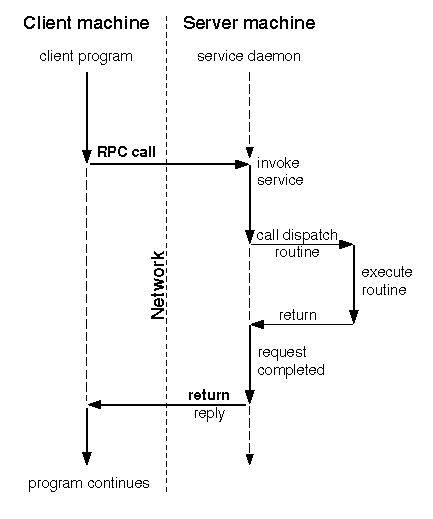 Client machine
Server machine
client program
service daemon
RPC call
invoke
service
call dispatch
routine
Network
execute
routine
return
request
completed
return
reply
program continues